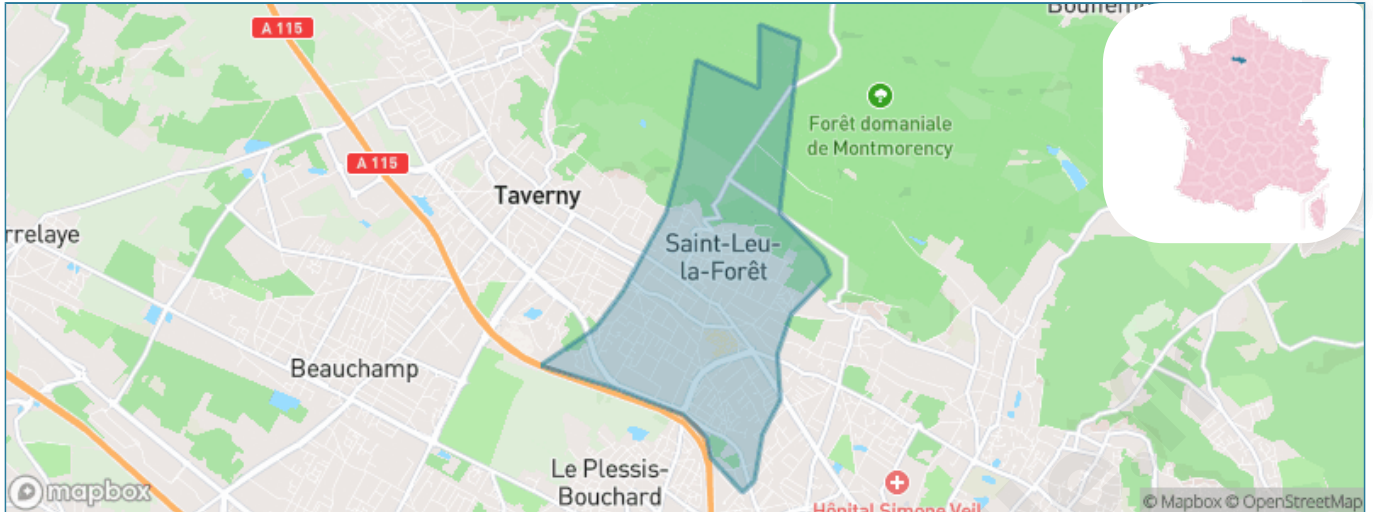 A 115
Forêt domaniale
de Montmorency
A 115
Taverny
rrelaye
Saint-Leu-
la-Forêt
Beauchamp
Le Plessis-
Bouchard
Hôpital Simone Veil
mapbox
© Mapbox © OpenStreetMap